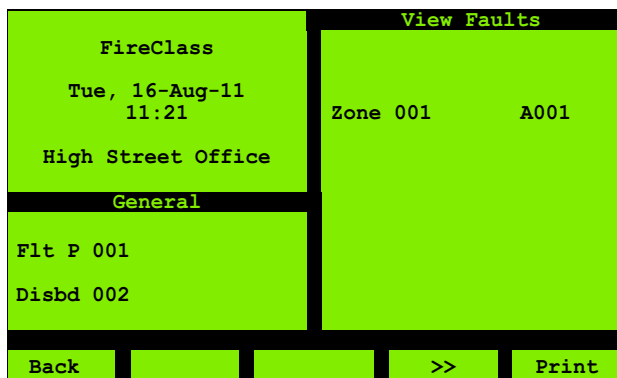 FireClass
Tue, 16-Aug-11
11:21
High Street Office
General
Flt P 001
Disbd 002
View Faults
Zone 001 A001
Back >> Print